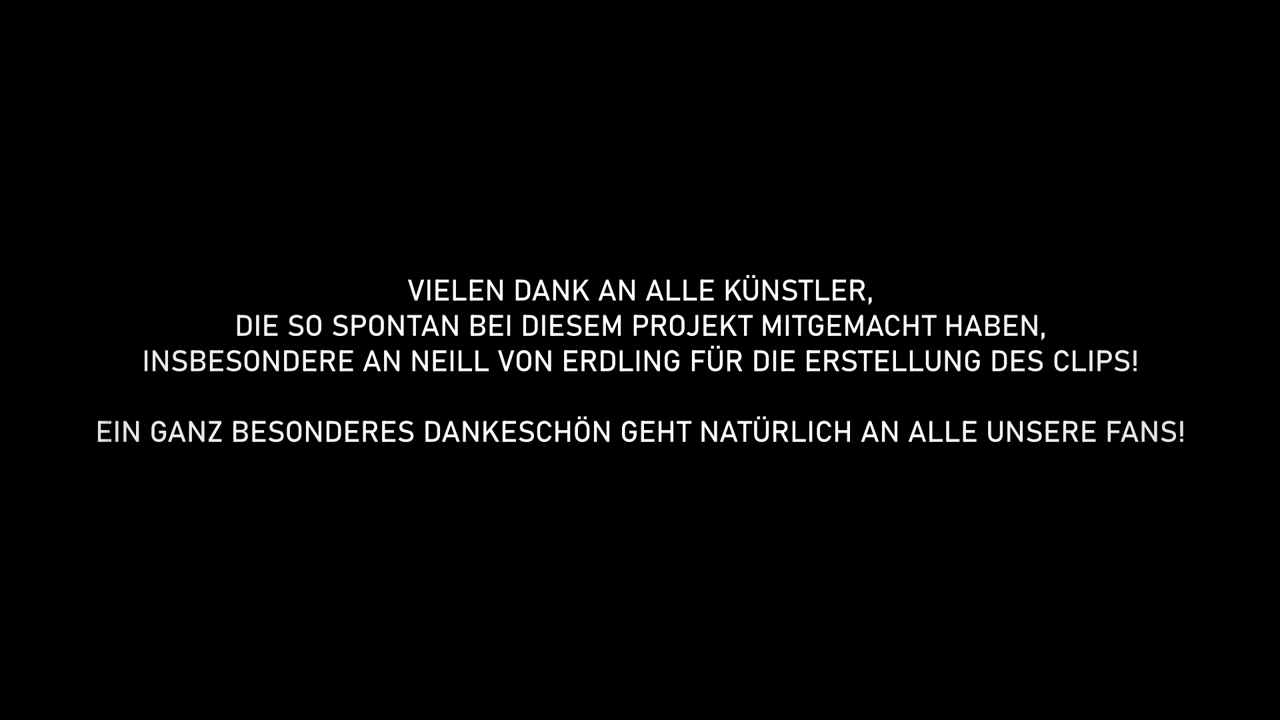 VIELEN DANK AN ALLE KÜNSTLER,
DIE SO SPONTAN BEI DIESEM PROJEKT MITGEMACHT HABEN,
INSBESONDERE AN NEILL VON ERDLING FÜR DIE ERSTELLUNG DES CLIPS!
EIN GANZ BESONDERES DANKESCHÖN GEHT NATÜRLICH AN ALLE UNSERE FANS!